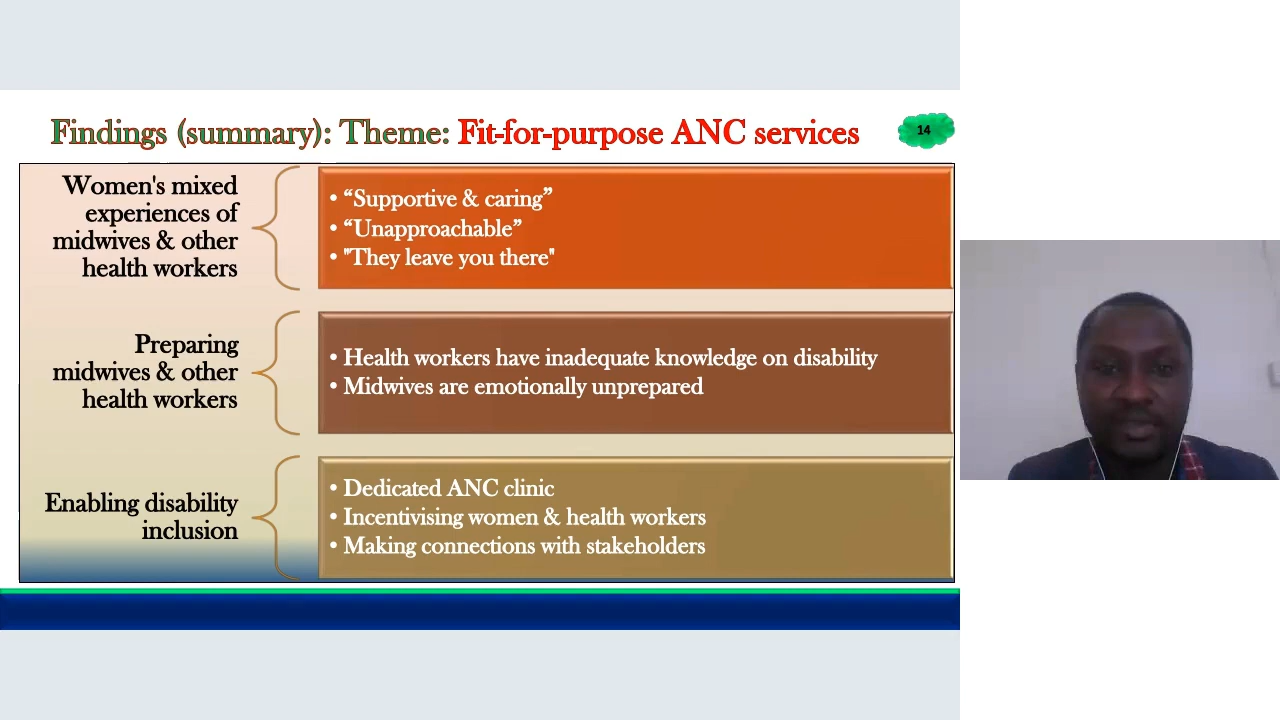 Findings (summary): Theme: Fit-for-purpose ANC services
14
Women's mixed
experiences of
midwives & other
health workers
• “Supportive & caring”
• “Unapproachable”
• "They leave you there"
Preparing
midwives & other
health workers
• Health workers have inadequate knowledge on disability
• Midwives are emotionally unprepared
Enabling disability
inclusion
• Dedicated ANC clinic
• Incentivising women & health workers
• Making connections with stakeholders